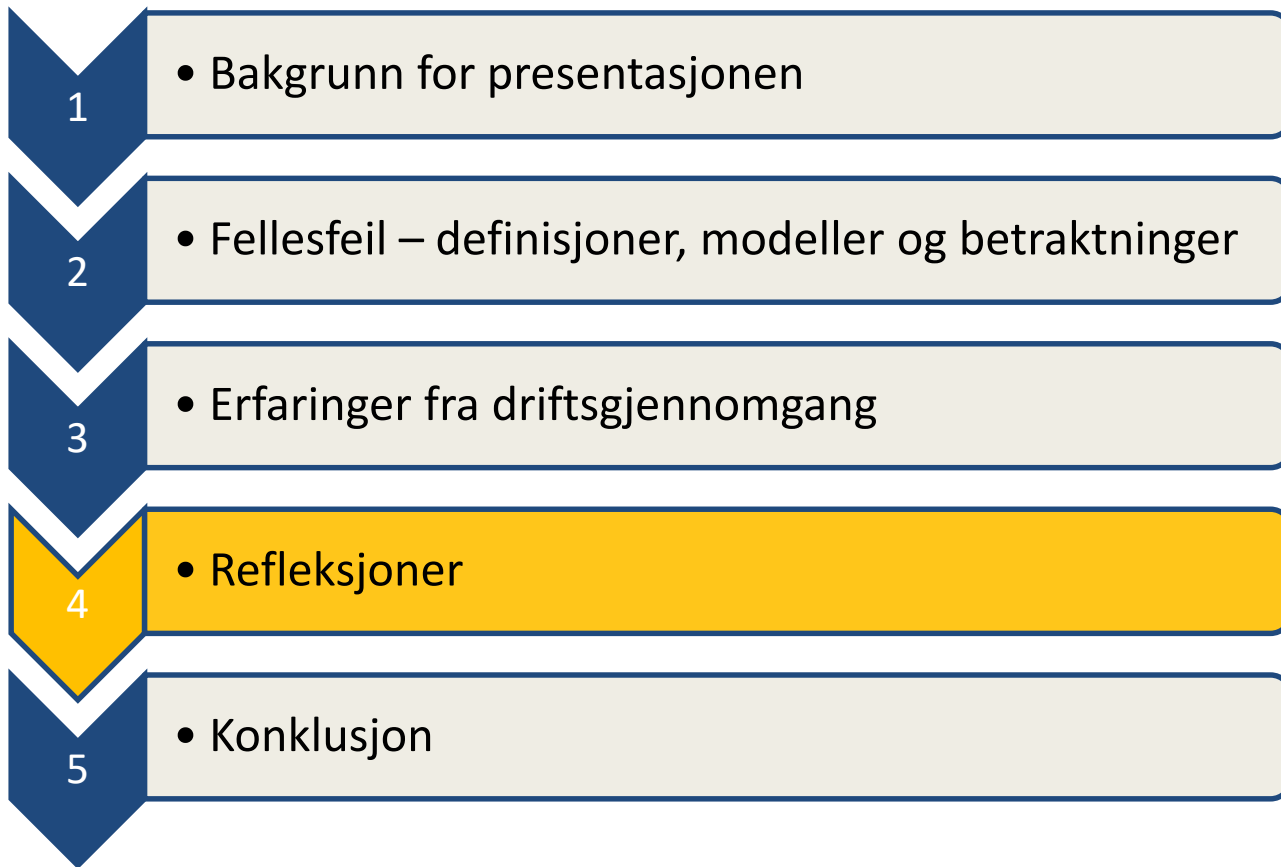 1
• Bakgrunn for presentasjonen
2
• Fellesfeil – definisjoner, modeller og betraktninger
3
• Erfaringer fra driftsgjennomgang
4
• Refleksjoner
5
• Konklusjon